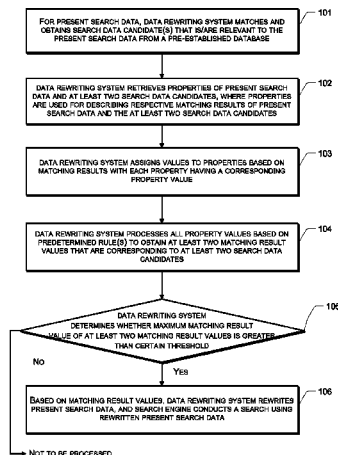 101
FOR PRESENT SEARCH DATA, DATA REWRITING SYSTEM MATCHES AND
OBTAINS SEARCH DATA CANDIDATE(S) THAT IS/ARE RELEVANT TO THE
PRESENT SEARCH DATA FROM A PRE-ESTABLISHED DATABASE
102
DATA REWRITING SYSTEM RETRIEVES PROPERTIES OF PRESENT SEARCH
DATA AND AT LEAST TWO SEARCH DATA CANDIDATES, WHERE PROPERTIES
ARE USED FOR DESCRIBING RESPECTIVE MATCHING RESULTS OF PRESENT
SEARCH DATA AND THE AT LEAST TWO SEARCH DATA CANDIDATES
103
DATA REWRITING SYSTEM ASSIGNS VALUES TO PROPERTIES BASED ON
MATCHING RESULTS WITH EACH PROPERTY HAVING A CORRESPONDING
PROPERTY VALUE
104
DATA REWRITING SYSTEM PROCESSES ALL PROPERTY VALUES BASED ON
PREDETERMINED RULE(S) TO OBTAIN AT LEAST TWO MATCHING RESULT
VALUES THAT ARE CORRESPONDING TO AT LEAST TWO SEARCH DATA
CANDIDATES
105
DATA REWRITING SYSTEM
DETERMINES WHETHER MAXIMUM MATCHING RESULT
VALUE OF AT LEAST TWO MATCHING RESULT VALUES IS GREATER
THAN CERTAIN THRESHOLD
NO
YES
106
BASED ON MATCHING RESULT VALUES, DATA REWRITING SYSTEM REWRITES
PRESENT SEARCH DATA, AND SEARCH ENGINE CONDUCTS A SEARCH USING
REWRITTEN PRESENT SEARCH DATA
NOT TO BE PROCESSED